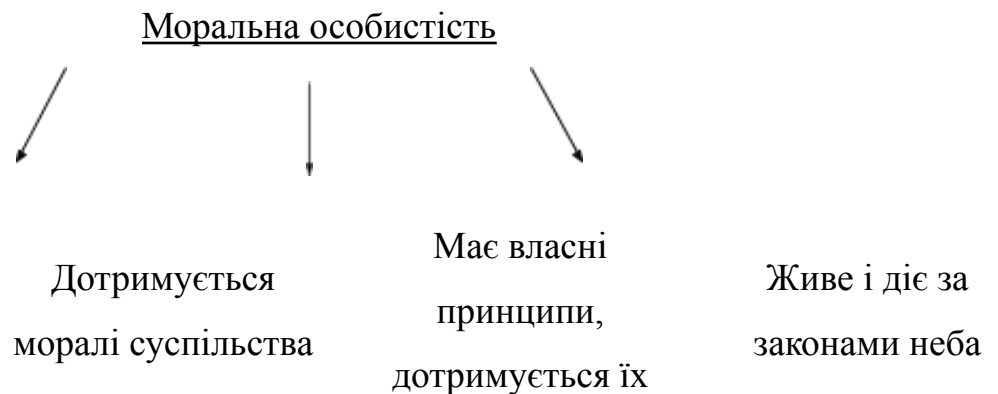 Моральна особистість
Дотримується
моралі суспільства
Має власні
принципи,
дотримується їх
Живе і діє за
законами неба